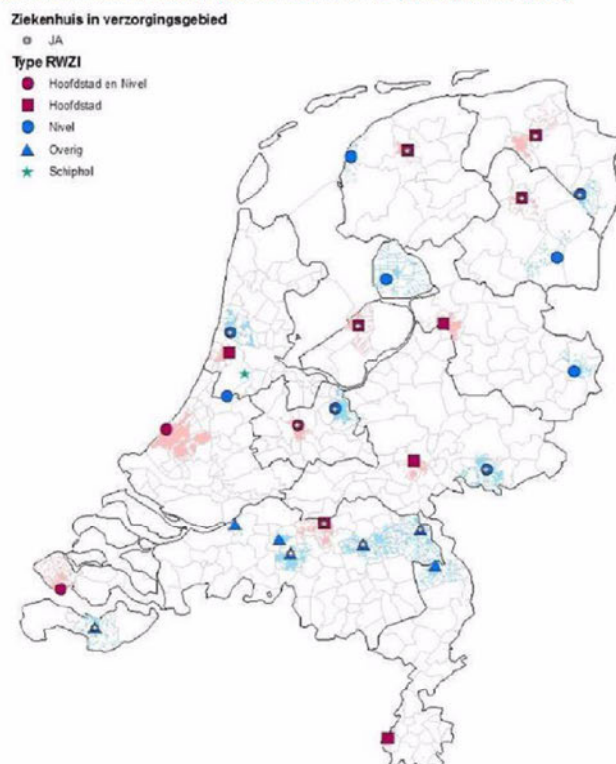 Ziekenhuis in verzorgingsgebied
JA
Type RWZI
Hoofdstad en Nivel
Hoofdstad
Nivel
Overig
Schiphol